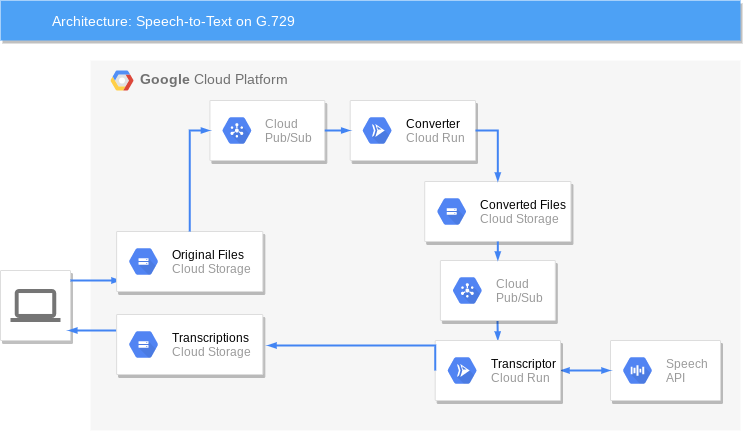 Architecture: Speech-to-Text on G.729
Google Cloud Platform
Cloud
Pub/Sub
Converter
Cloud Run
Converted Files
Cloud Storage
Original Files
Cloud Storage
Cloud
Pub/Sub
Transcriptions
Cloud Storage
Transcriptor
Cloud Run
Speech
API